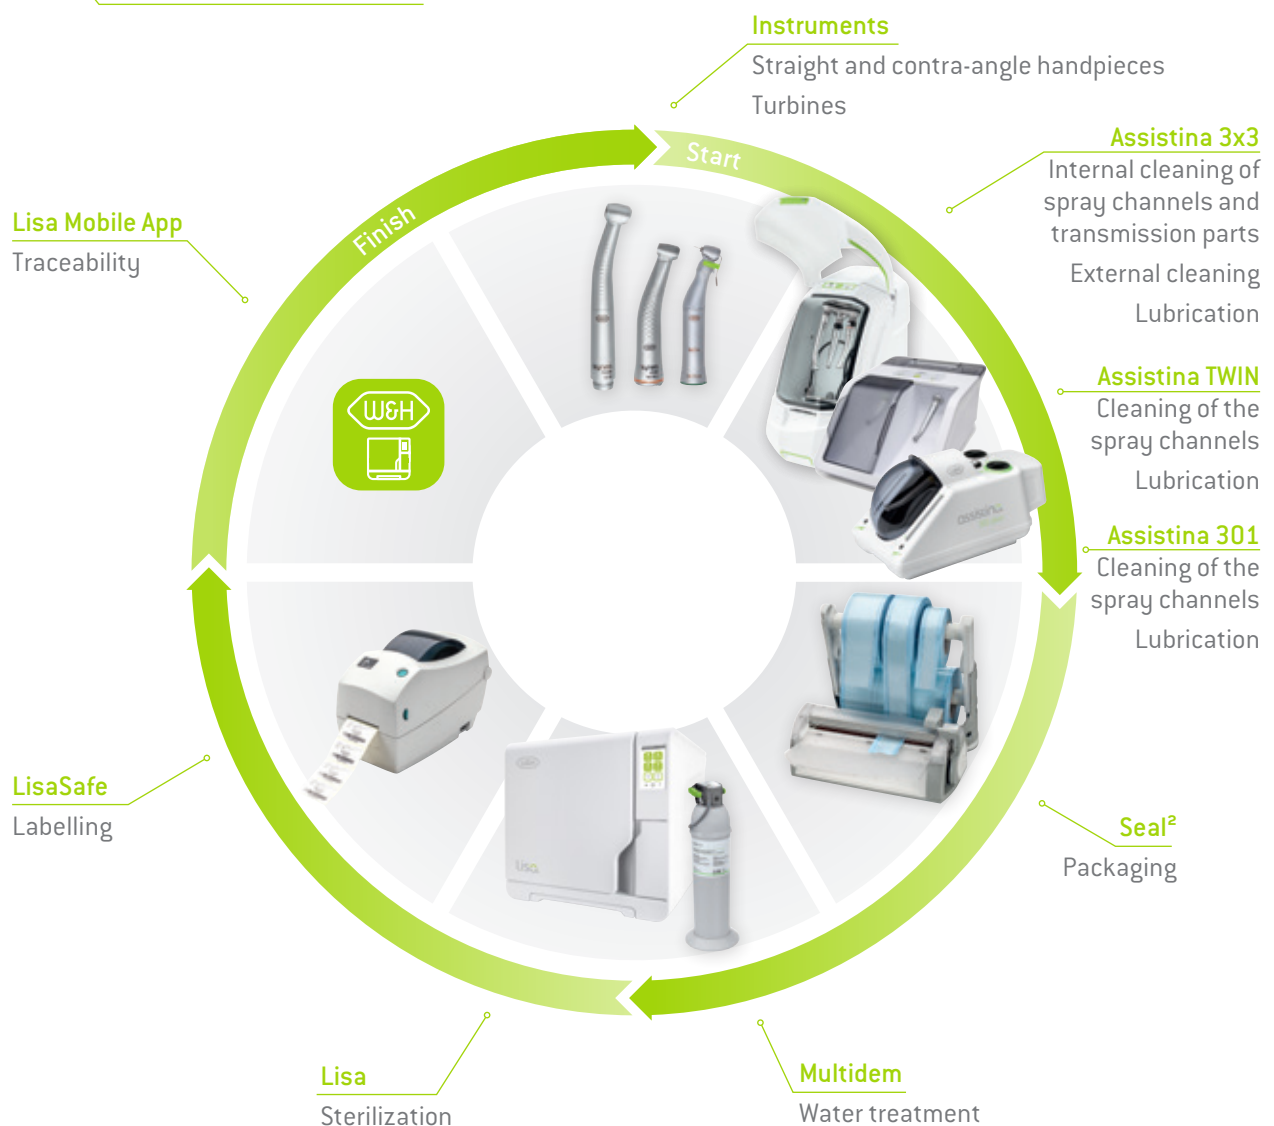 Instruments
Straight and contra-angle handpieces
Turbines
Start
Assistina 3x3
Internal cleaning of
spray channels and
transmission parts
External cleaning
Lubrication
Assistina TWIN
Cleaning of the
spray channels
Lubrication
Assistina 301
Cleaning of the
spray channels
Lubrication
assistina
Seal²
Packaging
Multidem
Water treatment
Lisa
Sterilization
Lisa
LisaSafe
Labelling
Lisa Mobile App
Traceability
Finish
W&H